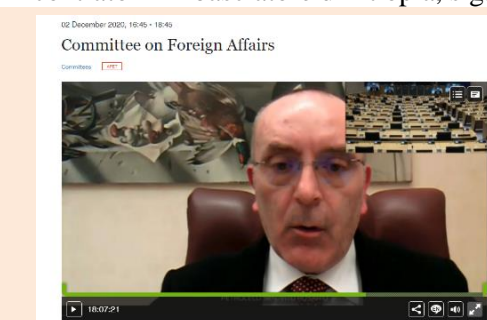 02 December 2020, 16:45 - 18:45
Committee on Foreign Affairs
Committees AFET
18:07:21